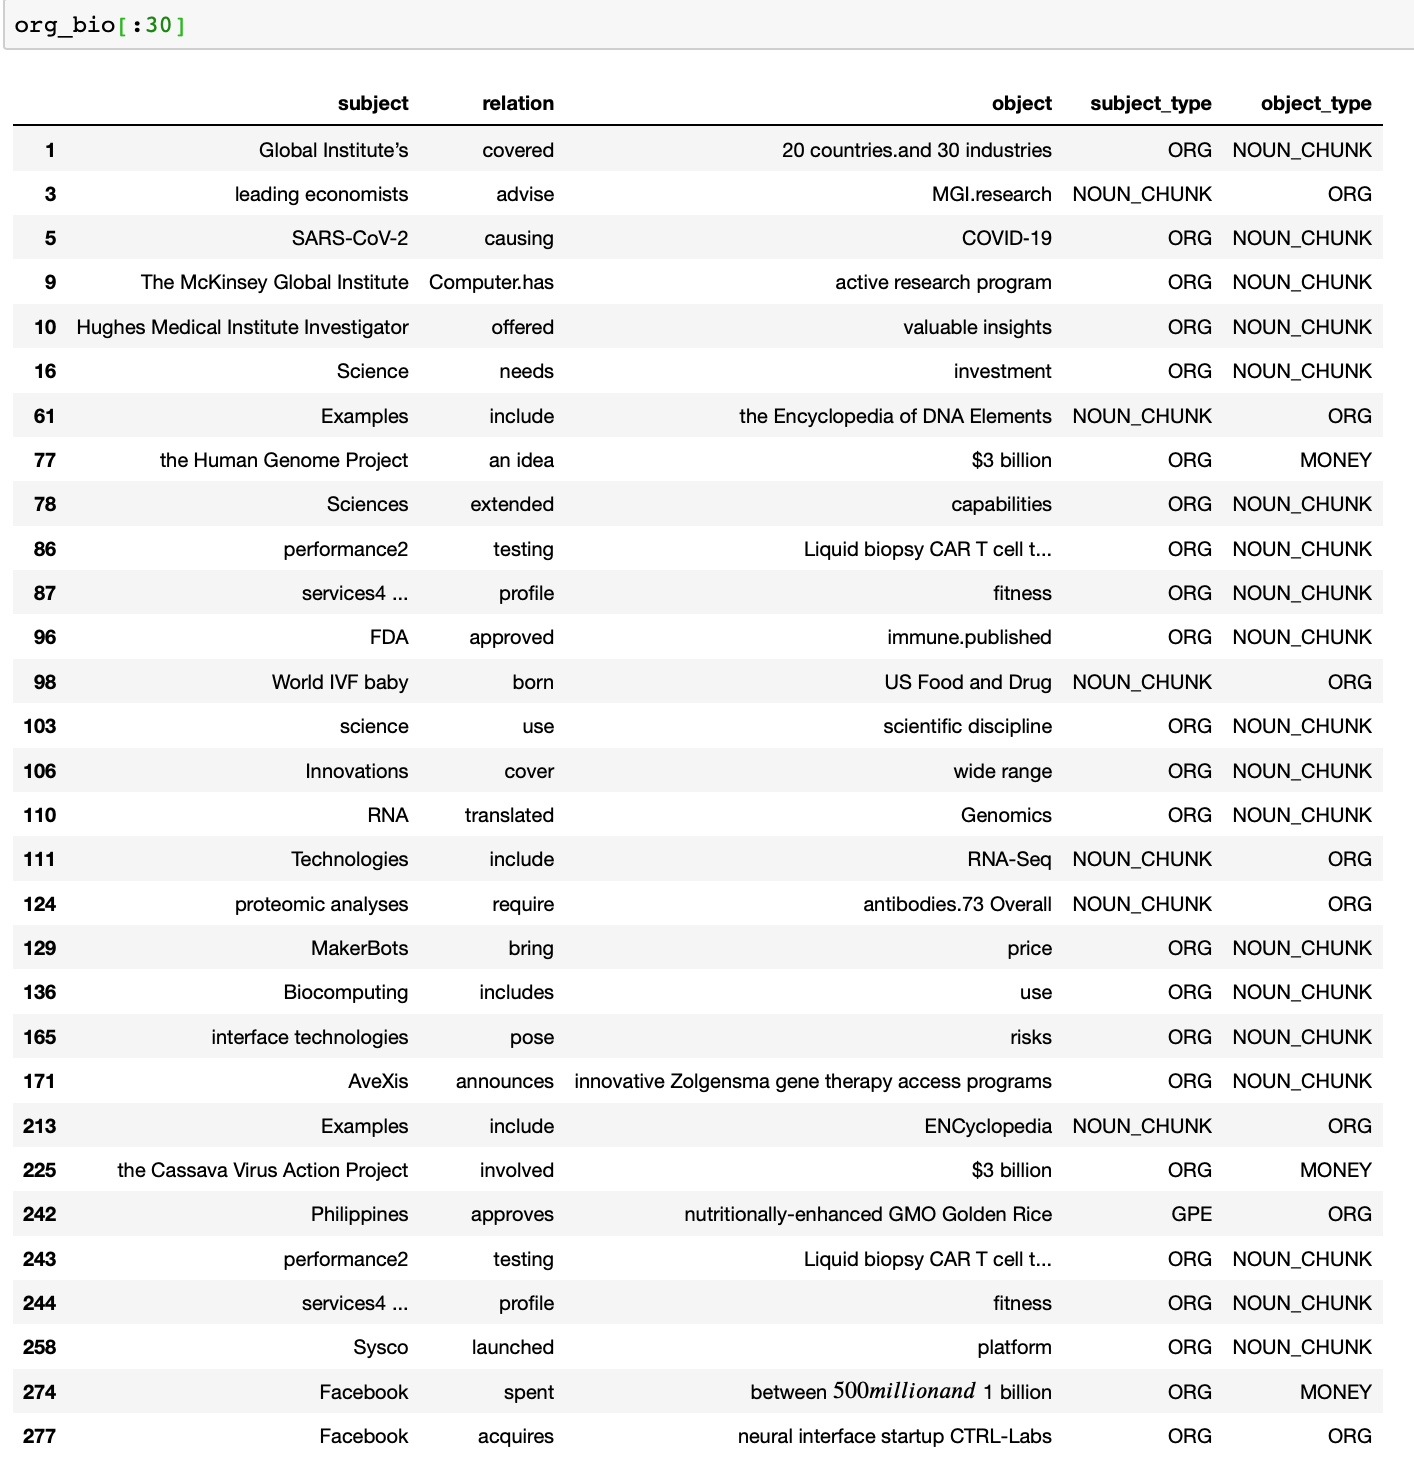 org_bio[:30]
subject relation object subject_type object_type
1 Global Institute’s covered 20 countries.and 30 industries ORG NOUN_CHUNK
3 leading economists advise MGI.research NOUN_CHUNK ORG
5 SARS-CoV-2 causing COVID-19 ORG NOUN_CHUNK
9 The McKinsey Global Institute Computer.has active research program ORG NOUN_CHUNK
10 Hughes Medical Institute Investigator offered valuable insights ORG NOUN_CHUNK
16 Science needs investment ORG NOUN_CHUNK
61 Examples include the Encyclopedia of DNA Elements NOUN_CHUNK ORG
77 the Human Genome Project an idea $3 billion ORG MONEY
78 Sciences extended capabilities ORG NOUN_CHUNK
86 performance2 testing Liquid biopsy CAR T cell t... ORG NOUN_CHUNK
87 services4 ... profile fitness ORG NOUN_CHUNK
96 FDA approved immune.published ORG NOUN_CHUNK
98 World IVF baby born US Food and Drug NOUN_CHUNK ORG
103 science use scientific discipline ORG NOUN_CHUNK
106 Innovations cover wide range ORG NOUN_CHUNK
110 RNA translated Genomics ORG NOUN_CHUNK
111 Technologies include RNA-Seq NOUN_CHUNK ORG
124 proteomic analyses require antibodies.73 Overall NOUN_CHUNK ORG
129 MakerBots bring price ORG NOUN_CHUNK
136 Biocomputing includes use ORG NOUN_CHUNK
165 interface technologies pose risks ORG NOUN_CHUNK
171 AveXis announces innovative Zolgensma gene therapy access programs ORG NOUN_CHUNK
213 Examples include ENCyclopedia NOUN_CHUNK ORG
225 the Cassava Virus Action Project involved $3 billion ORG MONEY
242 Philippines approves nutritionally-enhanced GMO Golden Rice GPE ORG
243 performance2 testing Liquid biopsy CAR T cell t... ORG NOUN_CHUNK
244 services4 ... profile fitness ORG NOUN_CHUNK
258 Sysco launched platform ORG NOUN_CHUNK
274 Facebook spent between 500millionand 1 billion ORG MONEY
277 Facebook acquires neural interface startup CTRL-Labs ORG ORG